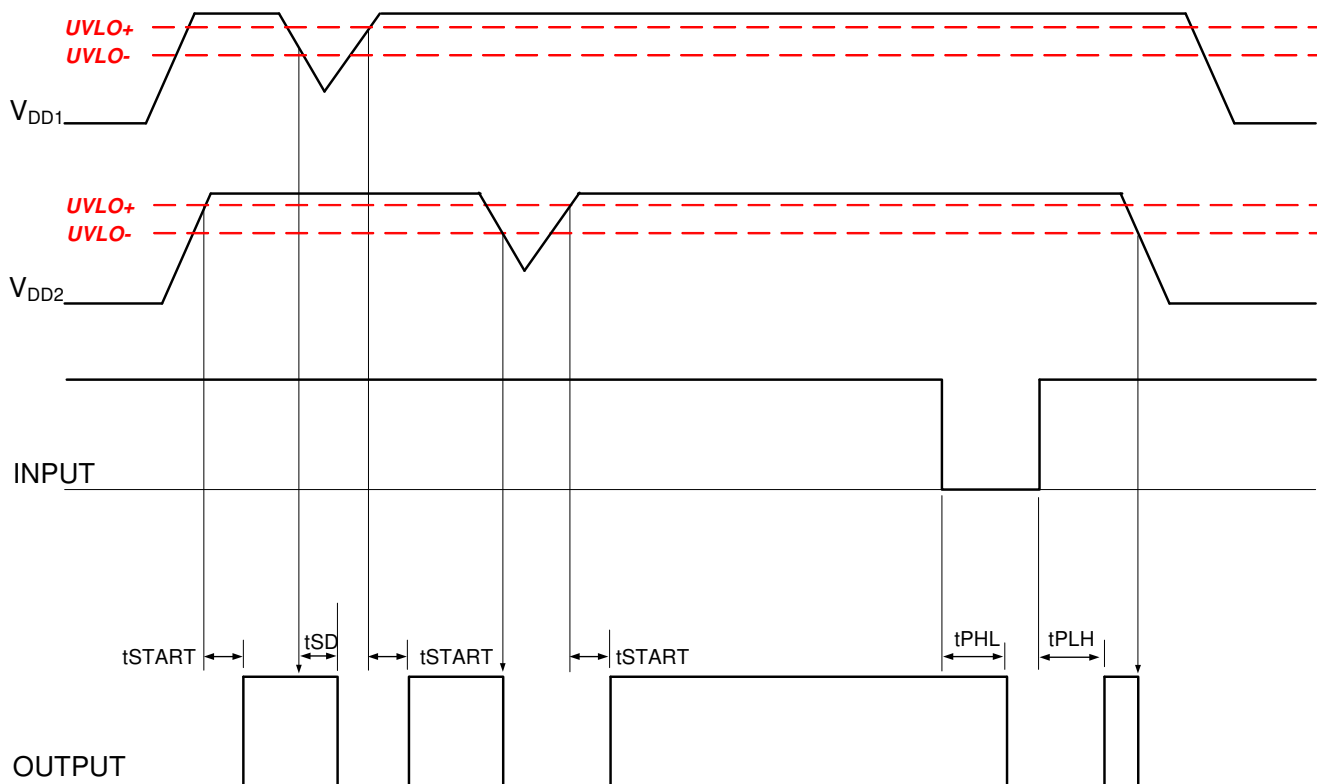 UVLO+
UVLO-
VDD1
UVLO+
UVLO-
VDD2
INPUT
tSTART
tSD
tSTART
tSTART
tPHL
tPLH
OUTPUT